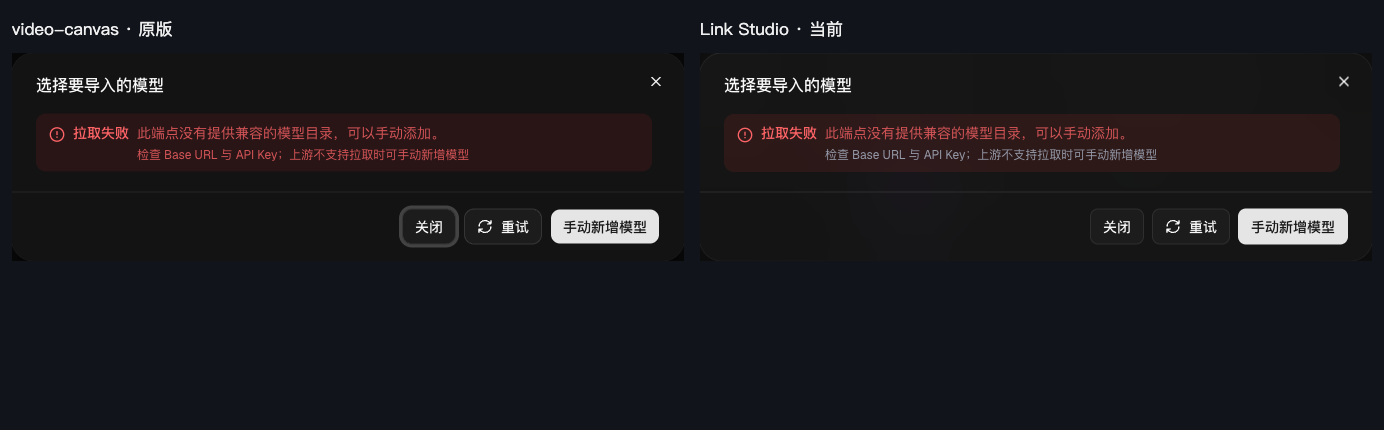 video-canvas · 原版
选择要导入的模型
拉取失败 此端点没有提供兼容的模型目录，可以手动添加。
检查 Base URL 与 API Key；上游不支持拉取时可手动新增模型
关闭 重试 手动新增模型
Link Studio · 当前
选择要导入的模型
拉取失败 此端点没有提供兼容的模型目录，可以手动添加。
检查 Base URL 与 API Key；上游不支持拉取时可手动新增模型
关闭 重试 手动新增模型